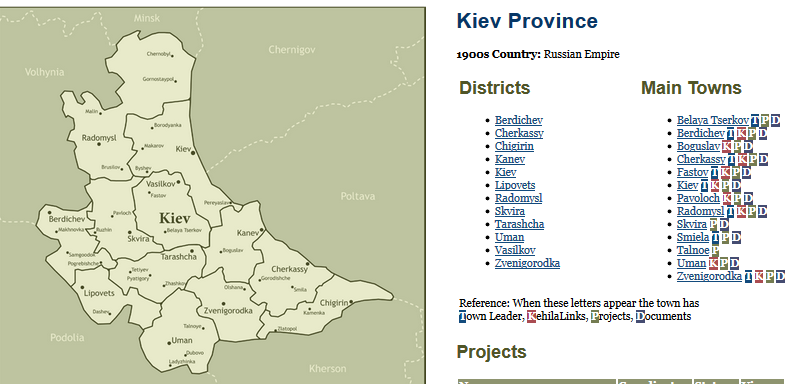 Minsk
Chernigov
Volhynia
Poltava
Podolia
Kherson
Chernobyl
Gornostaypol
Malin
Radomysl
Borodyanka
Makarov
Kiev
Brusilov
Byshev
Vasilkov
Fastov
Kiev
Belaya Tserkov
Pereyaslav
Berdichev
Makhnovka
Ruzhin
Pavloch
Skvira
Samgoodok
Pogrebishche
Tarashcha
Boguslav
Kanev
Tetiyev
Pyatigory
Zhashkov
Lipovets
Dashev
Olshana
Gorodishche
Cherkassy
Smila
Chigirin
Kamenka
Zlatopol
Zvenigorodka
Talnoye
Uman
Dubovo
Ladyzhinka
Kiev Province
1900s Country: Russian Empire
Districts
Berdichev
Cherkassy
Chigirin
Kanev
Kiev
Lipovets
Radomysl
Skvira
Tarashcha
Uman
Vasilkov
Zvenigorodka
Main Towns
Belaya Tserkov T P D
Berdichev T K P D
Boguslav K P D
Cherkassy T K P D
Fastov T K P D
Kiev T K P D
Pavoloch K P D
Radomysl T K P D
Skvira P D
Smiela T P D
Talnoe P
Uman K P D
Zvenigorodka T K P D
Reference: When these letters appear the town has
Town Leader, KehilaLinks, Projects, Documents
Projects